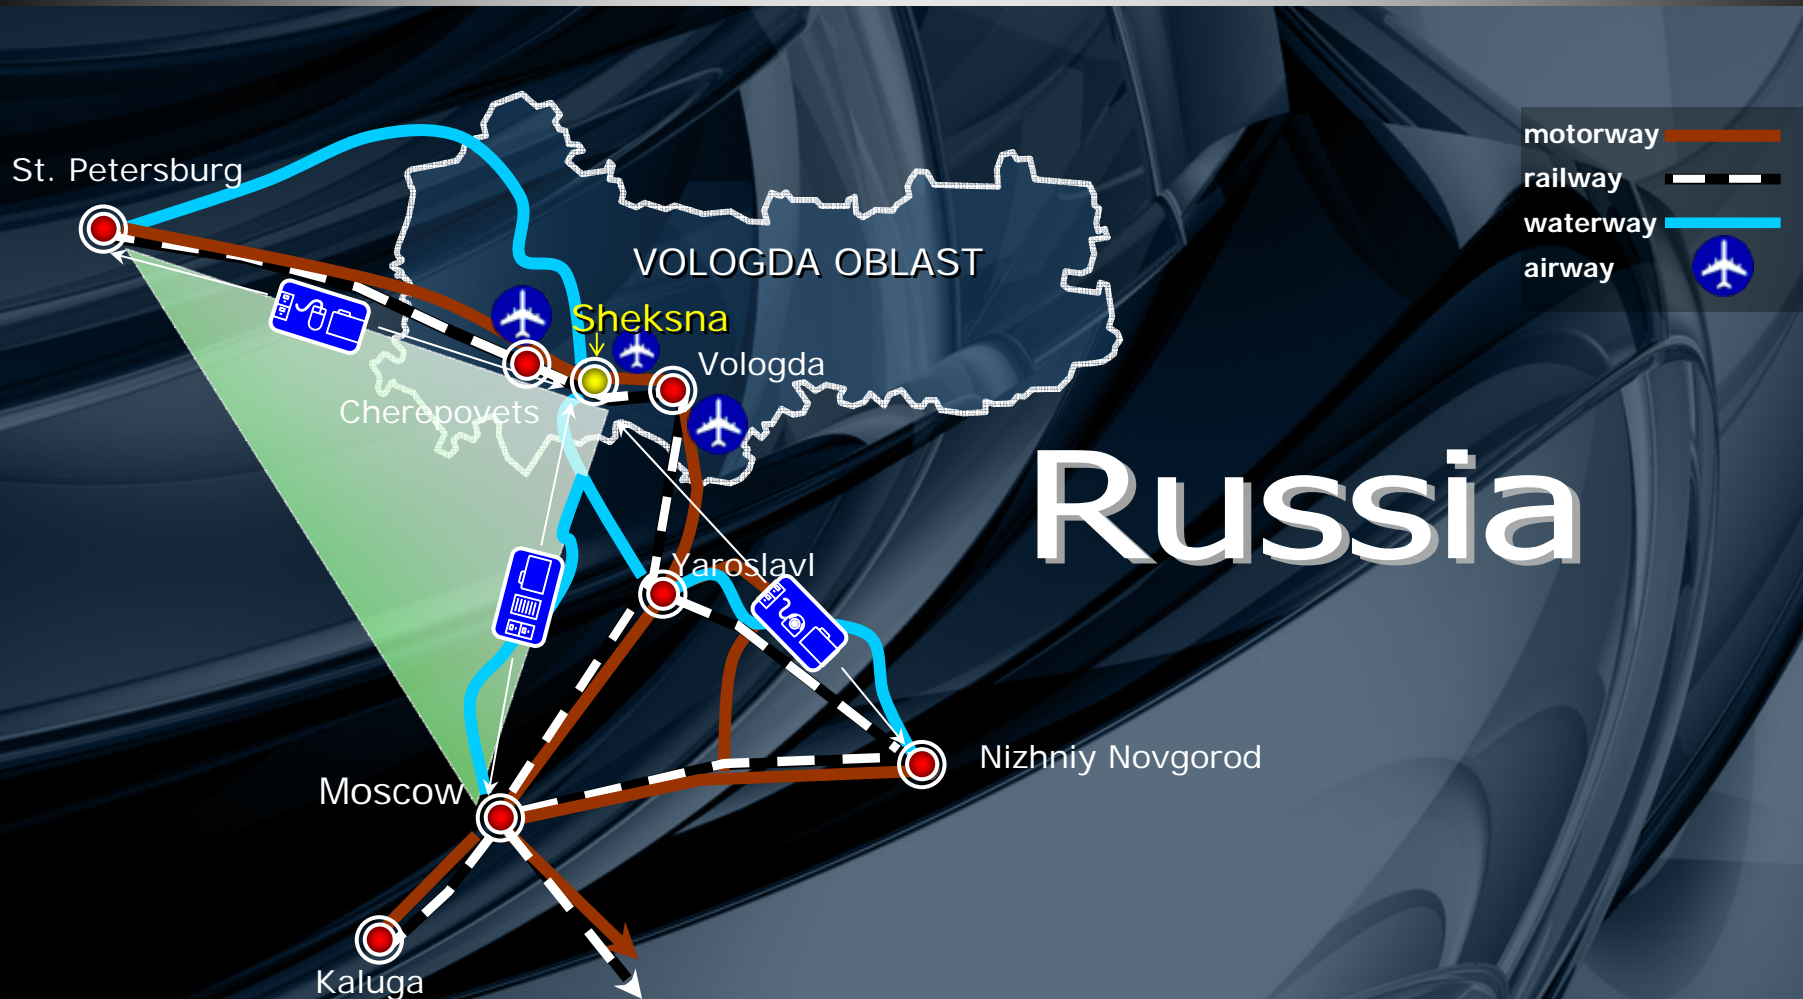 motorway
St. Petersburg
railway
waterway
VOLOGDA OBLAST
airway
Sheksna
Vologda
Cherepovets
Russia
Yaroslavl
Nizhniy Novgorod
Moscow
Kaluga